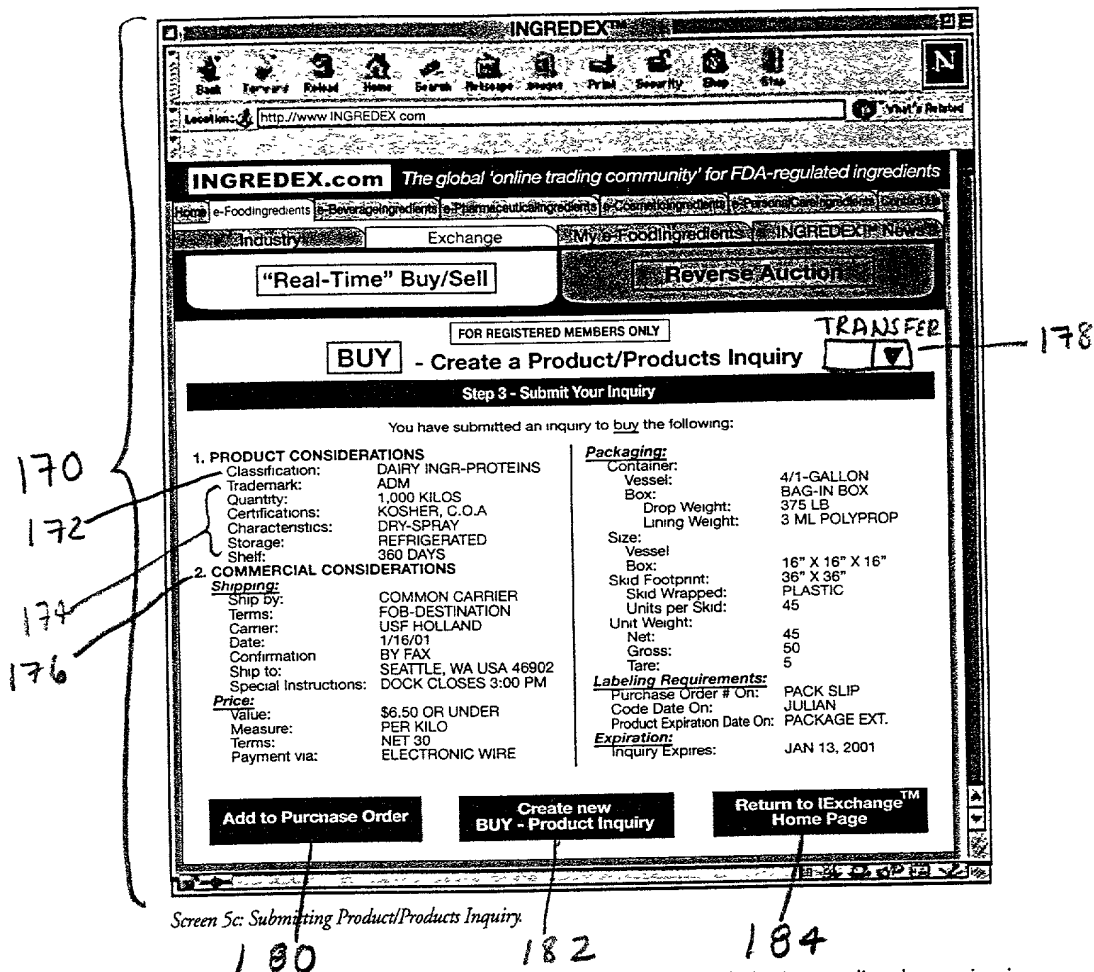 INGREDEX™
Back Forward Reload Home Search Netscape Images Print Security Shop Stop
N
Location: http://www INGREDEX com What's Related
INGREDEX.com The global 'online trading community' for FDA-regulated ingredients
Home e-FoodIngredients e-BeverageIngredients e-PharmaceuticalIngredients e-CosmeticIngredients e-PersonalCareIngredients Contact Us
Industry Exchange My e-FoodIngredients INGREDEX™ News
"Real-Time" Buy/Sell Reverse Auction
FOR REGISTERED MEMBERS ONLY
TRANSFER
BUY - Create a Product/Products Inquiry
178
Step 3 - Submit Your Inquiry
You have submitted an inquiry to buy the following:
170
172
174
176
1. PRODUCT CONSIDERATIONS
Classification: DAIRY INGR-PROTEINS
Trademark: ADM
Quantity: 1,000 KILOS
Certifications: KOSHER, C.O.A
Characteristics: DRY-SPRAY
Storage: REFRIGERATED
Shelf: 360 DAYS
2. COMMERCIAL CONSIDERATIONS
Shipping:
Ship by: COMMON CARRIER
Terms: FOB-DESTINATION
Carrier: USF HOLLAND
Date: 1/16/01
Confirmation BY FAX
Ship to: SEATTLE, WA USA 46902
Special Instructions: DOCK CLOSES 3:00 PM
Price:
Value: $6.50 OR UNDER
Measure: PER KILO
Terms: NET 30
Payment via: ELECTRONIC WIRE
Packaging:
Container:
Vessel: 4/1-GALLON
Box: BAG-IN BOX
Drop Weight: 375 LB
Lining Weight: 3 ML POLYPROP
Size:
Vessel
Box: 16" X 16" X 16"
Skid Footprint: 36" X 36"
Skid Wrapped: PLASTIC
Units per Skid: 45
Unit Weight:
Net: 45
Gross: 50
Tare: 5
Labeling Requirements:
Purchase Order # On: PACK SLIP
Code Date On: JULIAN
Product Expiration Date On: PACKAGE EXT.
Expiration:
Inquiry Expires: JAN 13, 2001
Add to Purchase Order
Create new
BUY - Product Inquiry
Return to IExchange™
Home Page
Screen 5c: Submitting Product/Products Inquiry.
180 182 184